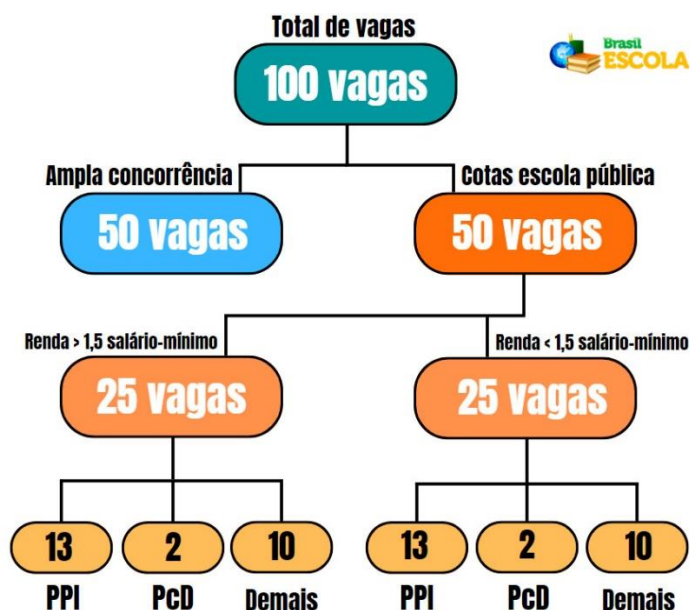 Total de vagas
100 vagas
Brasil
ESCOLA
Ampla concorrência
50 vagas
Cotas escola pública
50 vagas
Renda > 1,5 salário-mínimo
25 vagas
Renda < 1,5 salário-mínimo
25 vagas
13
2
10
13
2
10
PPI
PcD
Demais
PPI
PcD
Demais